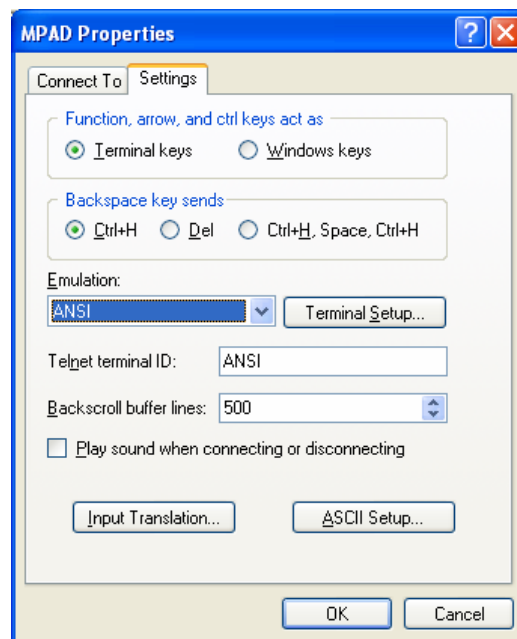 MPAD Properties
Connect To Settings
Function, arrow, and ctrl keys act as
Terminal keys Windows keys
Backspace key sends
Ctrl+H Del Ctrl+H, Space, Ctrl+H
Emulation:
ANSI Terminal Setup...
Telnet terminal ID: ANSI
Backscroll buffer lines: 500
Play sound when connecting or disconnecting
Input Translation... ASCII Setup...
OK Cancel